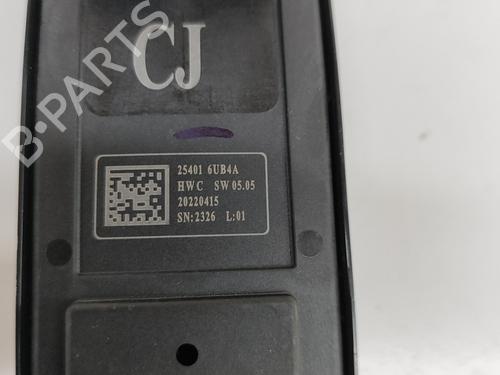 CJ
25401 6UB4A
HWC SW 05.05
20220415
SN:2326 L:01
B-PARTS